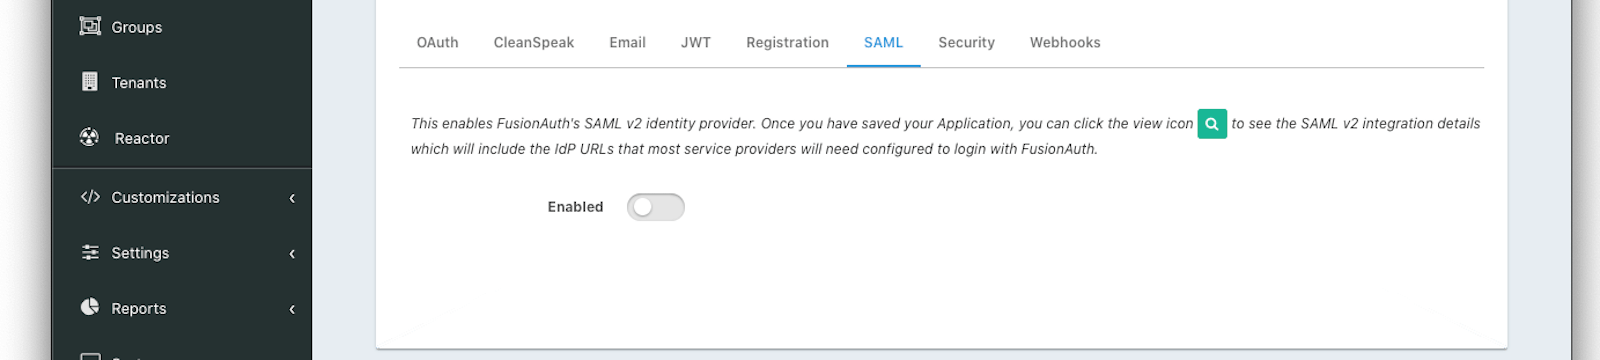 Groups
Tenants
Reactor
Customizations
Settings
Reports
OAuth CleanSpeak Email JWT Registration SAML Security Webhooks
This enables FusionAuth's SAML v2 identity provider. Once you have saved your Application, you can click the view icon to see the SAML v2 integration details
which will include the IdP URLs that most service providers will need configured to login with FusionAuth.
Enabled